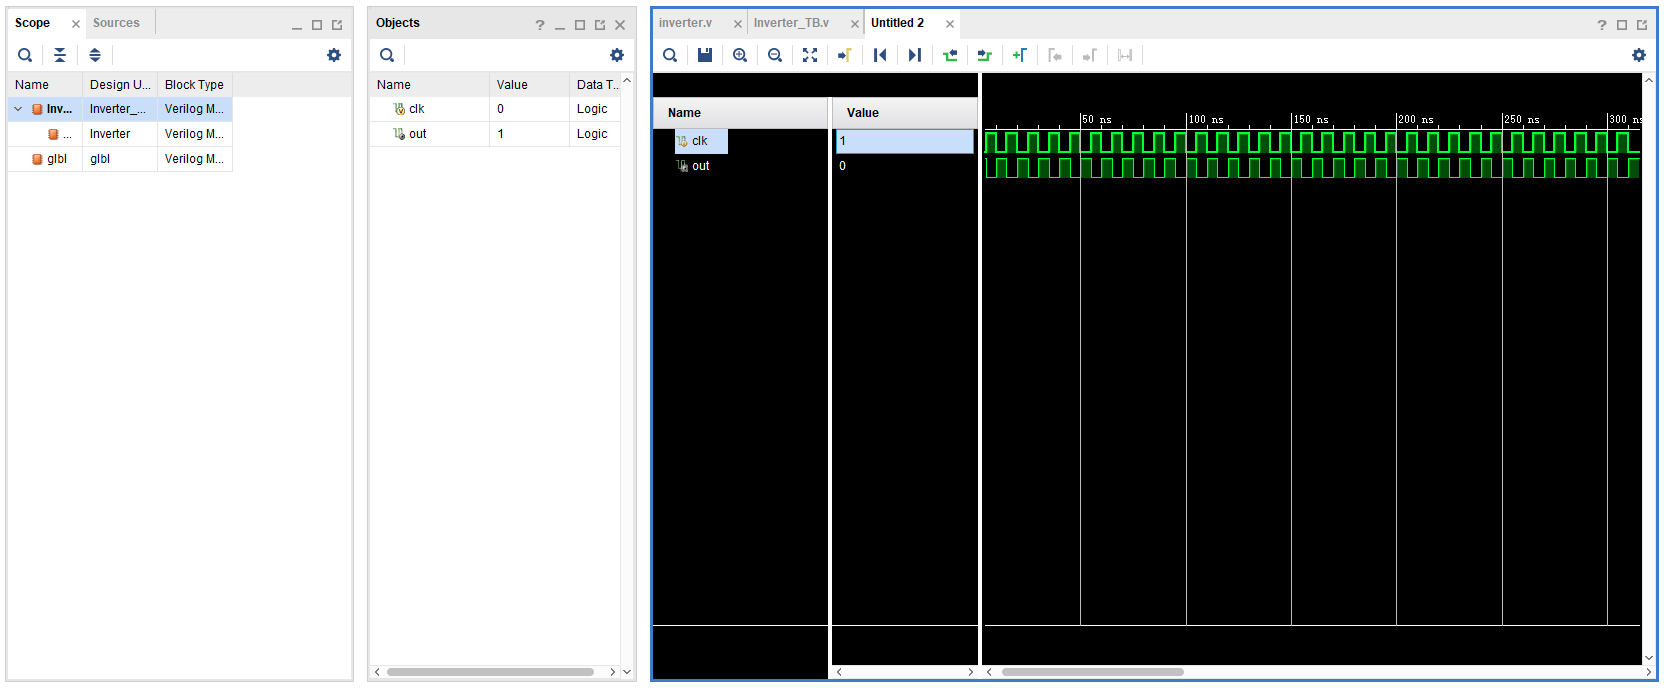 Scope
Sources
Name
Design U...
Block Type
Inv...
Inverter_...
Verilog M...
...
Inverter
Verilog M...
glbl
glbl
Verilog M...
Objects
?
Name
Value
Data T..
clk
0
Logic
out
1
Logic
inverter.v
Inverter_TB.v
Untitled 2
?
Name
Value
clk
1
out
0
50 ns
100 ns
150 ns
200 ns
250 ns
300 ns